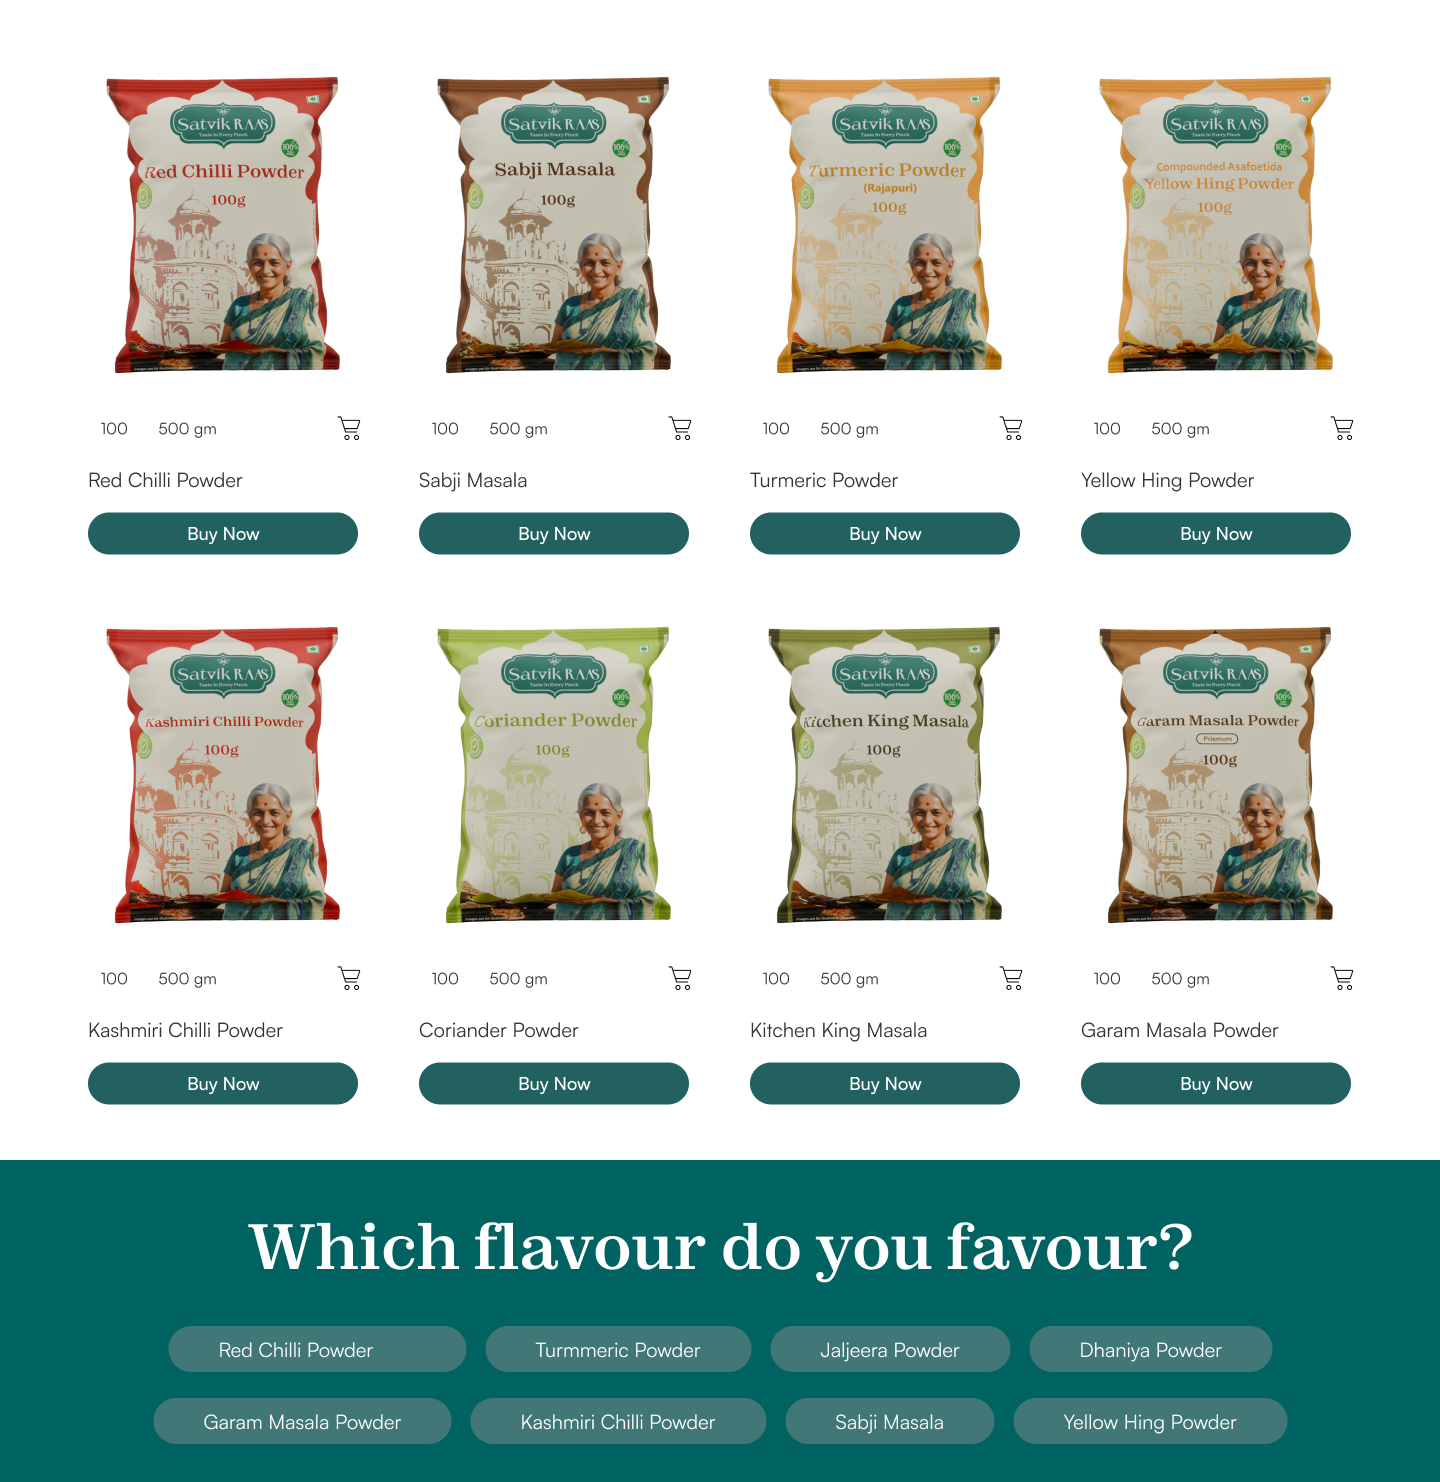 Satvik RAAS
Taste In Every Pinch
100%
Red Chilli Powder
100g
Satvik RAAS
Taste In Every Pinch
100%
Sabji Masala
100g
Satvik RAAS
Taste In Every Pinch
100%
Turmeric Powder
(Rajapuri)
100g
Satvik RAAS
Taste In Every Pinch
100%
Compounded Asafoetida
Yellow Hing Powder
100g
100 500 gm
Red Chilli Powder
Buy Now
100 500 gm
Sabji Masala
Buy Now
100 500 gm
Turmeric Powder
Buy Now
100 500 gm
Yellow Hing Powder
Buy Now
Satvik RAAS
Taste In Every Pinch
100%
Kashmiri Chilli Powder
100g
Satvik RAAS
Taste In Every Pinch
100%
Coriander Powder
100g
Satvik RAAS
Taste In Every Pinch
100%
Kitchen King Masala
100g
Satvik RAAS
Taste In Every Pinch
100%
Garam Masala Powder
Priemum
100g
100 500 gm
Kashmiri Chilli Powder
Buy Now
100 500 gm
Coriander Powder
Buy Now
100 500 gm
Kitchen King Masala
Buy Now
100 500 gm
Garam Masala Powder
Buy Now
Which flavour do you favour?
Red Chilli Powder
Turmmeric Powder
Jaljeera Powder
Dhaniya Powder
Garam Masala Powder
Kashmiri Chilli Powder
Sabji Masala
Yellow Hing Powder